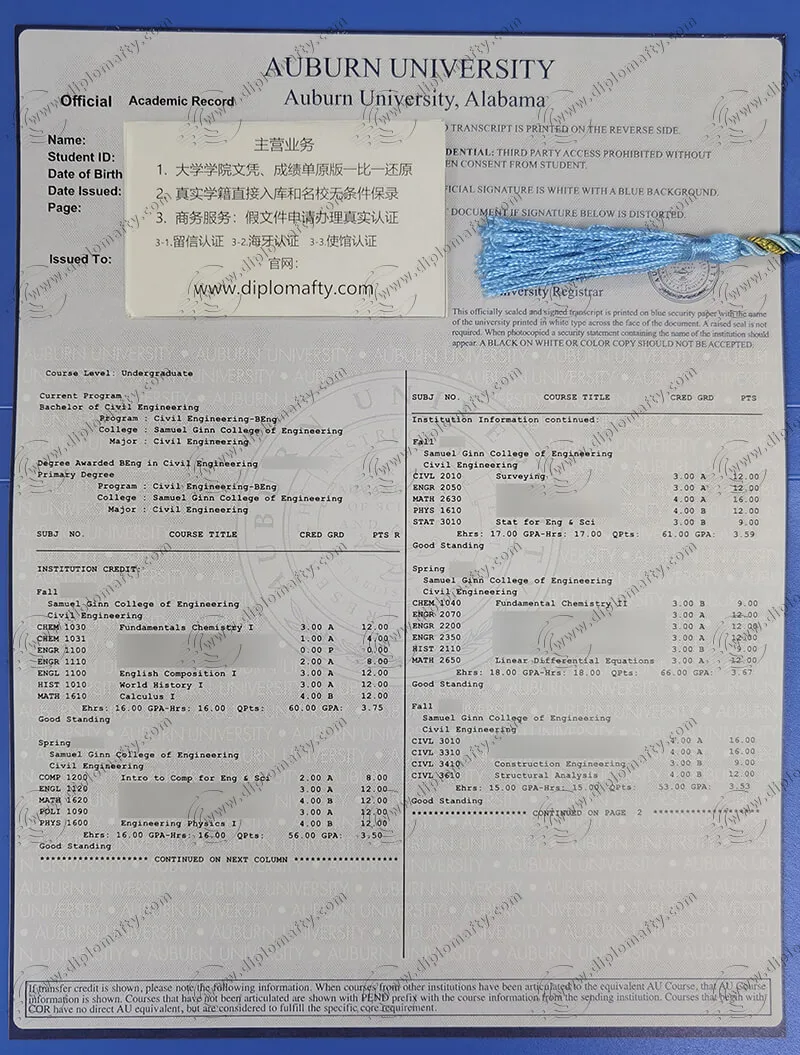 AUBURN UNIVERSITY
Auburn University, Alabama
Official Academic Record
Name:
Student ID:
Date of Birth
Date Issued:
Page:
Issued To:
主营业务
1. 大学学院文凭、成绩单原版一比一还原
2. 真实学籍直接入库和名校无条件保录
3. 商务服务：假文件申请办理真实认证
3-1.留信认证 3-2.海牙认证 3-3.使馆认证
官网：
www.diplomafty.com
TRANSCRIPT IS PRINTED ON THE REVERSE SIDE.
DENTIAL: THIRD PARTY ACCESS PROHIBITED WITHOUT
EN CONSENT FROM STUDENT.
ICIAL SIGNATURE IS WHITE WITH A BLUE BACKGROUND.
DOCUMENT IF SIGNATURE BELOW IS DISTORTED.
iversity Registrar
This officially sealed and signed transcript is printed on blue security paper with the name
of the university printed in white type across the face of the document. A raised seal is not
required. When photocopied a security statement containing the name of the institution should
appear. A BLACK ON WHITE OR COLOR COPY SHOULD NOT BE ACCEPTED.
Course Level: Undergraduate
Current Program
Bachelor of Civil Engineering
Program : Civil Engineering-BEng
College : Samuel Ginn College of Engineering
Major : Civil Engineering
Degree Awarded BEng in Civil Engineering
Primary Degree
Program : Civil Engineering-BEng
College : Samuel Ginn College of Engineering
Major : Civil Engineering
SUBJ NO. COURSE TITLE CRED GRD PTS R
INSTITUTION CREDIT:
Fall
Samuel Ginn College of Engineering
Civil Engineering
CHEM 1030 Fundamentals Chemistry I 3.00 A 12.00
CHEM 1031 1.00 A 4.00
ENGR 1100 0.00 P 0.00
ENGR 1110 2.00 A 8.00
ENGL 1100 English Composition I 3.00 A 12.00
HIST 1010 World History I 3.00 A 12.00
MATH 1610 Calculus I 4.00 B 12.00
Ehrs: 16.00 GPA-Hrs: 16.00 QPts: 60.00 GPA: 3.75
Good Standing
Spring
Samuel Ginn College of Engineering
Civil Engineering
COMP 1200 Intro to Comp for Eng & Sci 2.00 A 8.00
ENGL 1120 3.00 A 12.00
MATH 1620 4.00 B 12.00
POLI 1090 3.00 A 12.00
PHYS 1600 Engineering Physics I 4.00 B 12.00
Ehrs: 16.00 GPA-Hrs: 16.00 QPts: 56.00 GPA: 3.50
Good Standing
******************** CONTINUED ON NEXT COLUMN ********************
SUBJ NO. COURSE TITLE CRED GRD PTS
Institution Information continued:
Fall
Samuel Ginn College of Engineering
Civil Engineering
CIVL 2010 Surveying 3.00 A 12.00
ENGR 2050 3.00 A 12.00
MATH 2630 4.00 A 16.00
PHYS 1610 4.00 B 12.00
STAT 3010 Stat for Eng & Sci 3.00 B 9.00
Ehrs: 17.00 GPA-Hrs: 17.00 QPts: 61.00 GPA: 3.59
Good Standing
Spring
Samuel Ginn College of Engineering
Civil Engineering
CHEM 1040 Fundamental Chemistry II 3.00 B 9.00
ENGR 2070 3.00 A 12.00
ENGR 2200 3.00 A 12.00
ENGR 2350 3.00 A 12.00
HIST 2110 3.00 B 9.00
MATH 2650 Linear Differential Equations 3.00 A 12.00
Ehrs: 18.00 GPA-Hrs: 18.00 QPts: 66.00 GPA: 3.67
Good Standing
Fall
Samuel Ginn College of Engineering
Civil Engineering
CIVL 3010 4.00 A 16.00
CIVL 3310 4.00 A 16.00
CIVL 3410 Construction Engineering 3.00 B 9.00
CIVL 3610 Structural Analysis 4.00 B 12.00
Ehrs: 15.00 GPA-Hrs: 15.00 QPts: 53.00 GPA: 3.53
Good Standing
******************** CONTINUED ON PAGE 2 ********************
If transfer credit is shown, please note the following information. When courses from other institutions have been articulated to the equivalent AU Course, that AU Course
information is shown. Courses that have not been articulated are shown with PEND prefix with the course information from the sending institution. Courses that begin with
COR have no direct AU equivalent, but are considered to fulfill the specific core requirement.